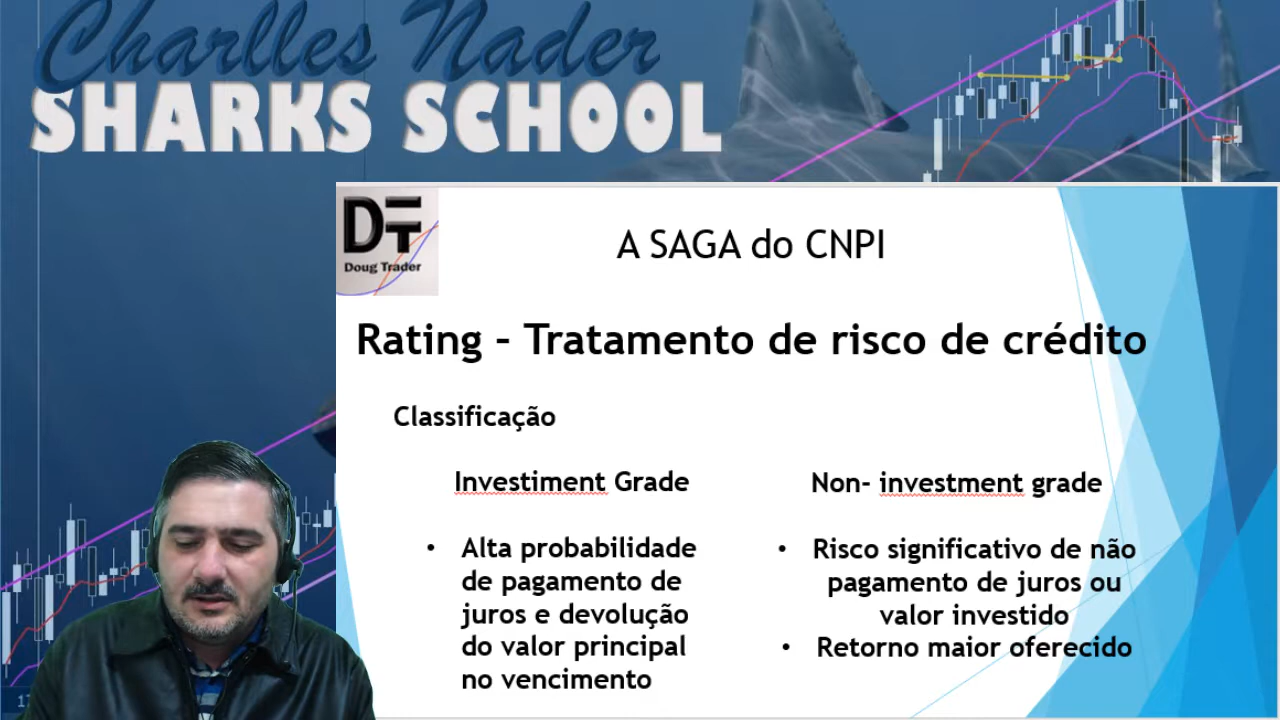 Charlles Nader
SHARKS SCHOOL
DT
Doug Trader
A SAGA do CNPI
Rating - Tratamento de risco de crédito
Classificação
Investiment Grade
• Alta probabilidade
de pagamento de
juros e devolução
do valor principal
no vencimento
Non- investment grade
• Risco significativo de não
pagamento de juros ou
valor investido
• Retorno maior oferecido